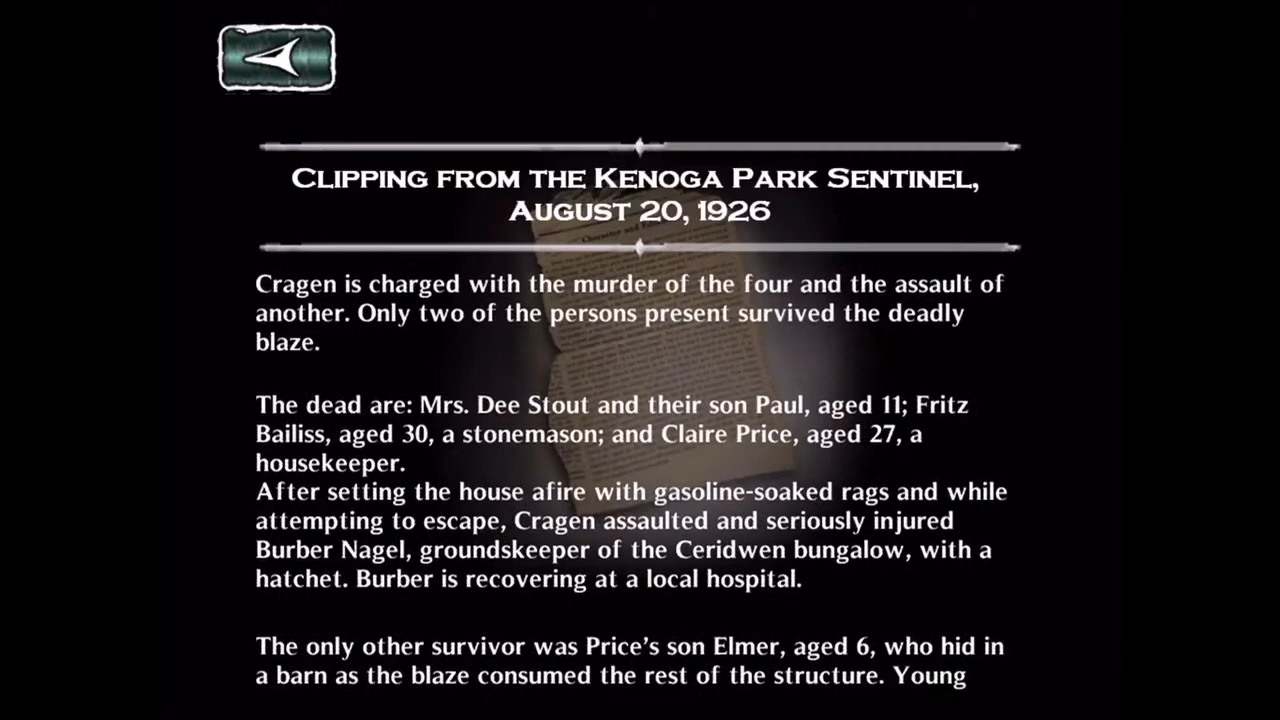 Clipping from the Kenoga Park Sentinel,
August 20, 1926
Cragen is charged with the murder of the four and the assault of
another. Only two of the persons present survived the deadly
blaze.
The dead are: Mrs. Dee Stout and their son Paul, aged 11; Fritz
Bailiss, aged 30, a stonemason; and Claire Price, aged 27, a
housekeeper.
After setting the house afire with gasoline-soaked rags and while
attempting to escape, Cragen assaulted and seriously injured
Burber Nagel, groundskeeper of the Ceridwen bungalow, with a
hatchet. Burber is recovering at a local hospital.
The only other survivor was Price's son Elmer, aged 6, who hid in
a barn as the blaze consumed the rest of the structure. Young